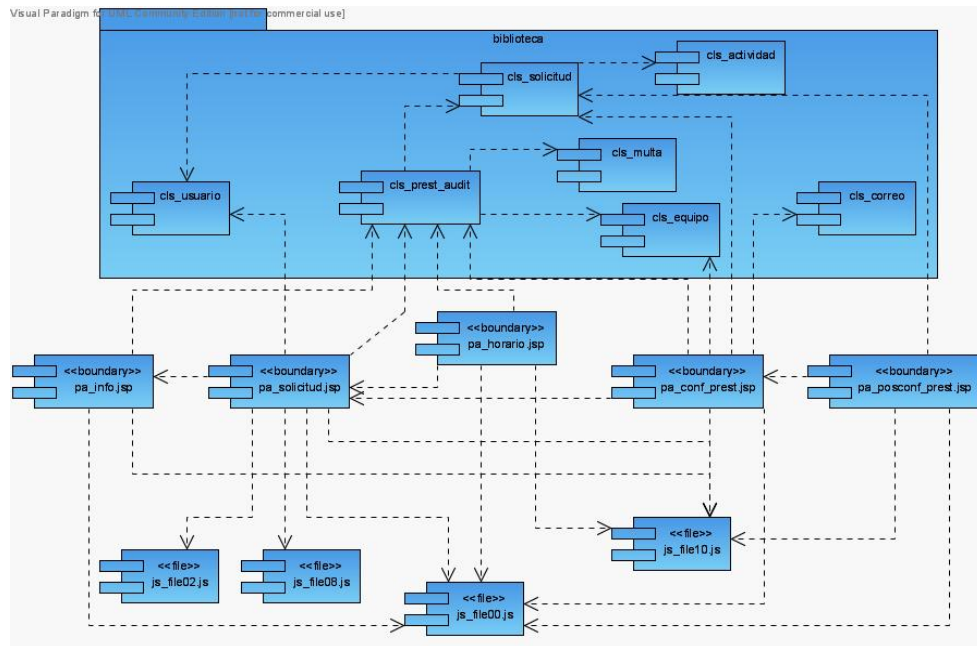 Visual Paradigm for UML Community Edition [not for commercial use]
biblioteca
cls_actividad
cls_solicitud
cls_multa
cls_prest_audit
cls_usuario
cls_correo
cls_equipo
<<boundary>>
pa_horario.jsp
<<boundary>>
pa_info.jsp
<<boundary>>
pa_solicitud.jsp
<<boundary>>
pa_conf_prest.jsp
<<boundary>>
pa_posconf_prest.jsp
<<file>>
js_file10.js
<<file>>
js_file02.js
<<file>>
js_file08.js
<<file>>
js_file00.js